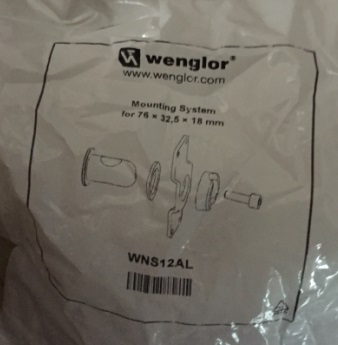 wenglor®
www.wenglor.com
Mounting System
for 76 × 32,5 × 18 mm
WNS12AL